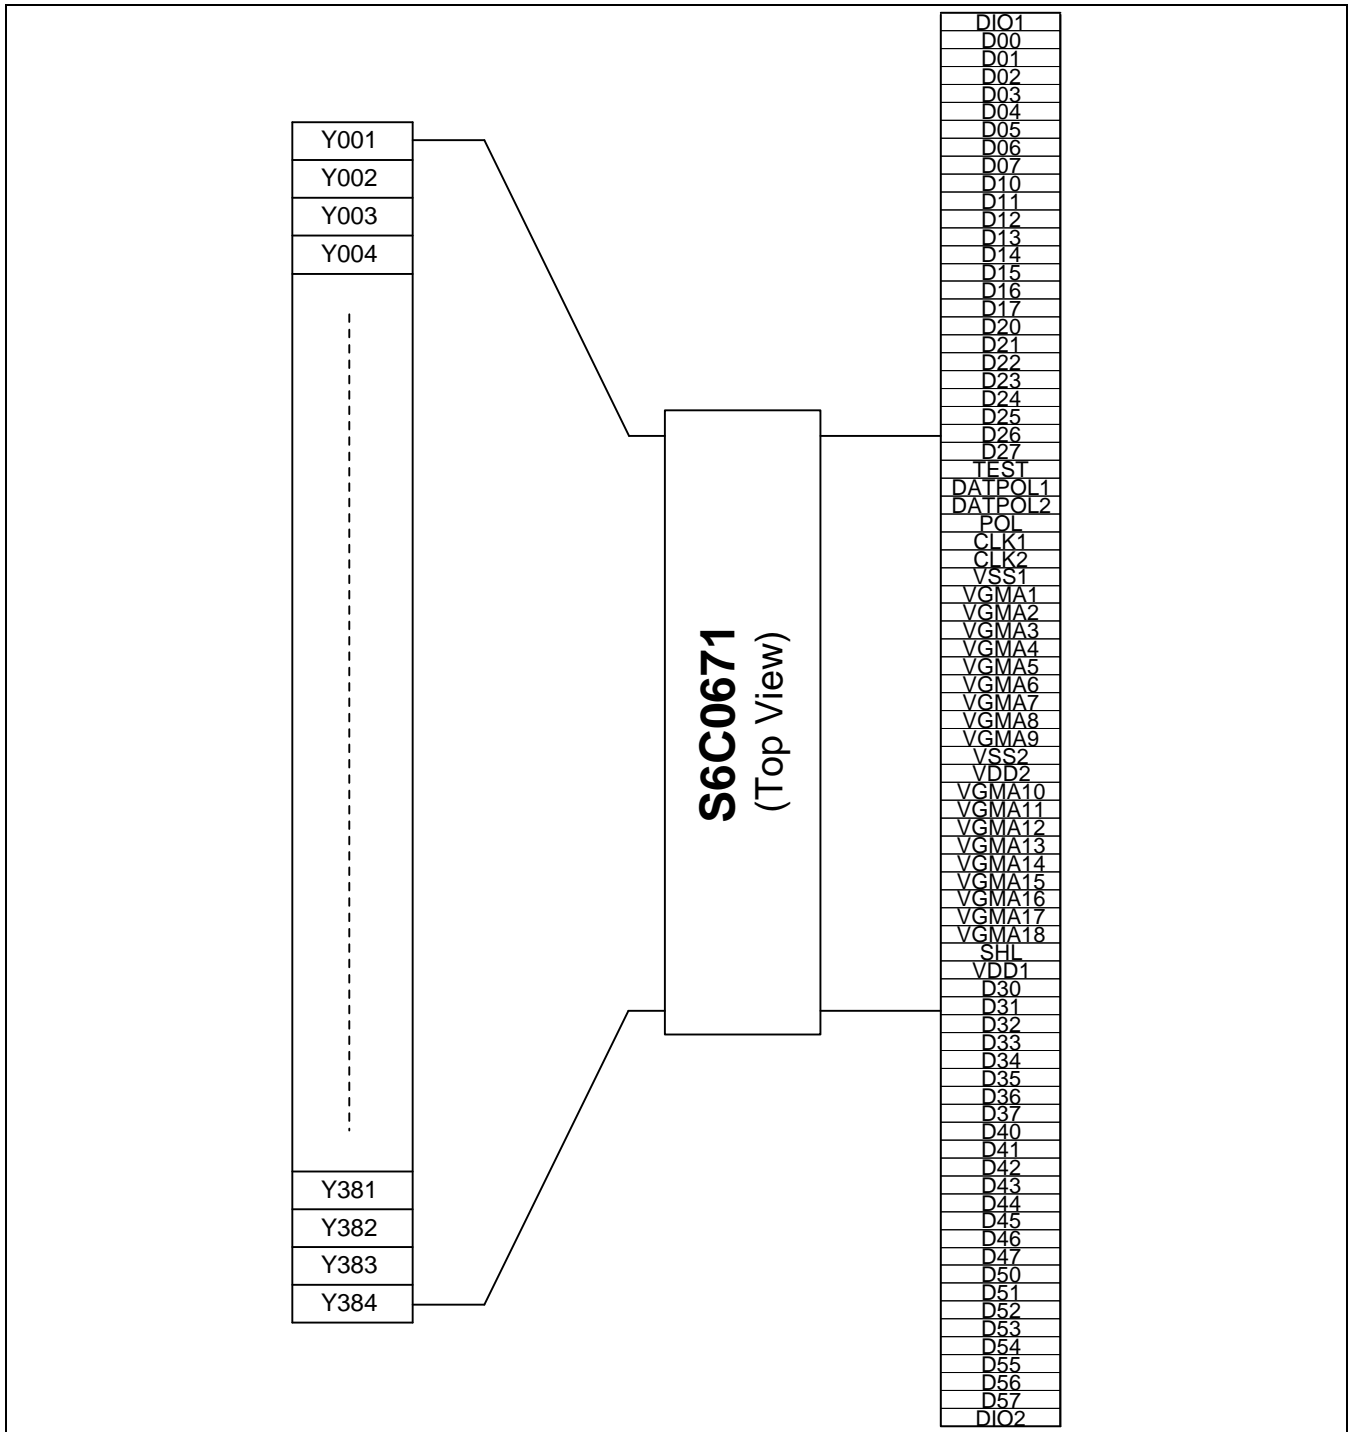 Y001
Y002
Y003
Y004
Y381
Y382
Y383
Y384
S6C0671
(Top View)
DIO1
D00
D01
D02
D03
D04
D05
D06
D07
D10
D11
D12
D13
D14
D15
D16
D17
D20
D21
D22
D23
D24
D25
D26
D27
TEST
DATPOL1
DATPOL2
POL
CLK1
CLK2
VSS1
VGMA1
VGMA2
VGMA3
VGMA4
VGMA5
VGMA6
VGMA7
VGMA8
VGMA9
VSS2
VDD2
VGMA10
VGMA11
VGMA12
VGMA13
VGMA14
VGMA15
VGMA16
VGMA17
VGMA18
SHL
VDD1
D30
D31
D32
D33
D34
D35
D36
D37
D40
D41
D42
D43
D44
D45
D46
D47
D50
D51
D52
D53
D54
D55
D56
D57
DIO2